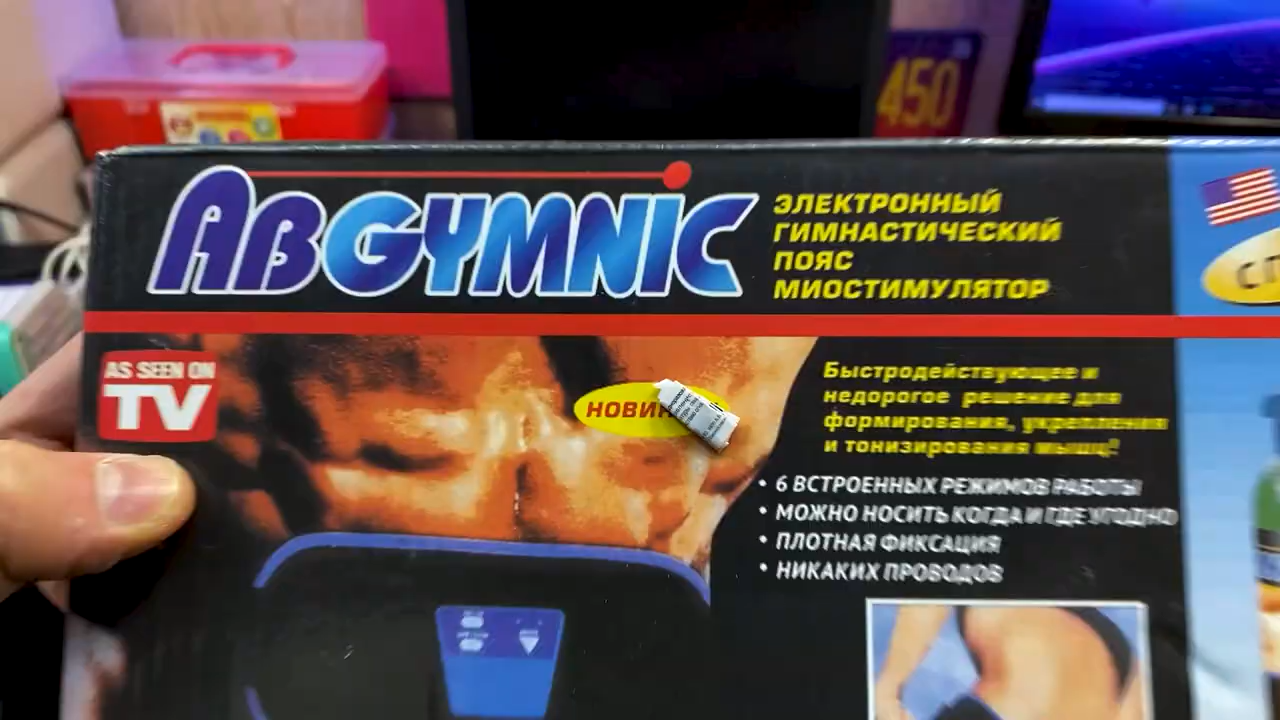 450
ABGYMNIC
ЭЛЕКТРОННЫЙ
ГИМНАСТИЧЕСКИЙ
ПОЯС
МИОСТИМУЛЯТОР
AS SEEN ON
TV
НОВИН
Быстродействующее и
недорогое решение для
формирования, укрепления
и тонизирования мышц!
• 6 ВСТРОЕННЫХ РЕЖИМОВ РАБОТЫ
• МОЖНО НОСИТЬ КОГДА И ГДЕ УГОДНО
• ПЛОТНАЯ ФИКСАЦИЯ
• НИКАКИХ ПРОВОДОВ